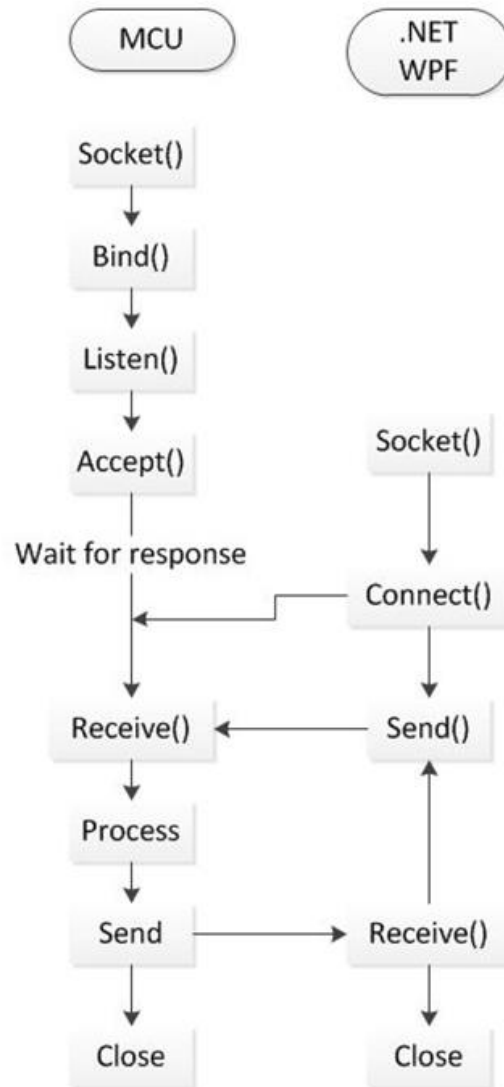 MCU
.NET
WPF
Socket()
Bind()
Listen()
Accept()
Socket()
Wait for response
Connect()
Receive()
Send()
Process
Send
Receive()
Close
Close